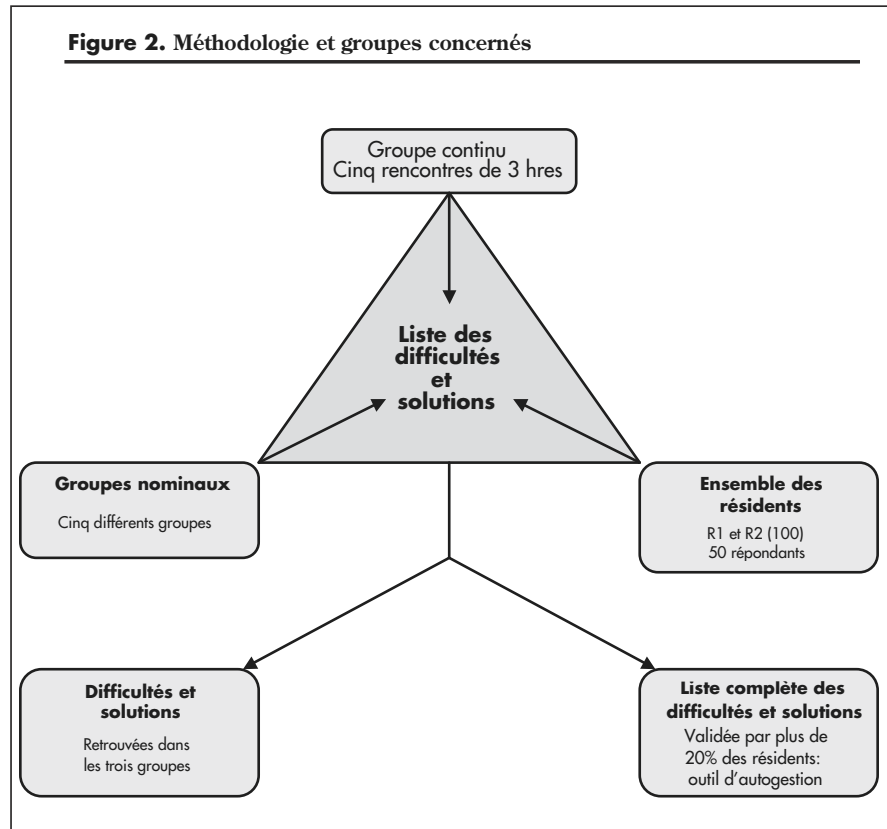 Figure 2. Méthodologie et groupes concernés
Groupe continu
Cinq rencontres de 3 hres
Liste des
difficultés
et
solutions
Groupes nominaux
Cinq différents groupes
Ensemble des
résidents
R1 et R2 (100)
50 répondants
Difficultés et
solutions
Retrouvées dans
les trois groupes
Liste complète des
difficultés et solutions
Validée par plus de
20% des résidents:
outil d'autogestion